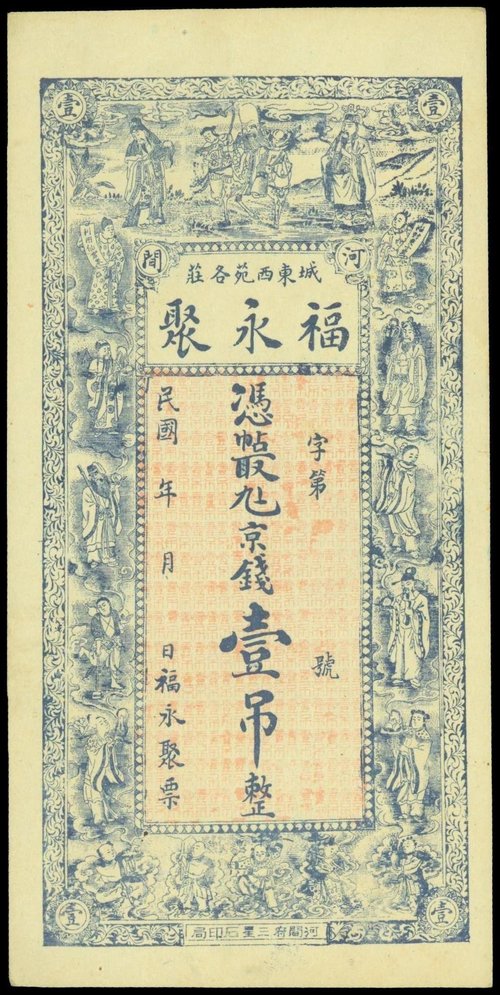 壹
壹
河間
城東西苑各莊
福永聚
字第 號
憑帖取京錢壹吊整
民國 年 月 日福永聚票
壹
壹
河間府三星石印局